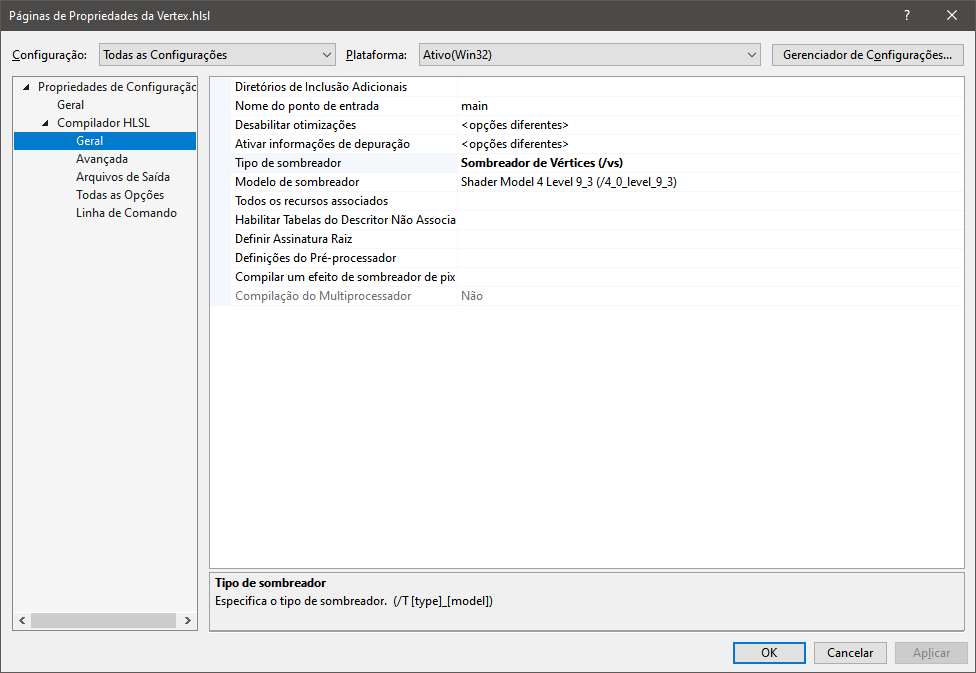 Páginas de Propriedades da Vertex.hlsl
?
Configuração: Todas as Configurações Plataforma: Ativo(Win32) Gerenciador de Configurações...
Propriedades de Configuraçãc
Geral
Compilador HLSL
Geral
Avançada
Arquivos de Saída
Todas as Opções
Linha de Comando
Diretórios de Inclusão Adicionais
Nome do ponto de entrada main
Desabilitar otimizações <opções diferentes>
Ativar informações de depuração <opções diferentes>
Tipo de sombreador Sombreador de Vértices (/vs)
Modelo de sombreador Shader Model 4 Level 9_3 (/4_0_level_9_3)
Todos os recursos associados
Habilitar Tabelas do Descritor Não Associa
Definir Assinatura Raiz
Definições do Pré-processador
Compilar um efeito de sombreador de pix
Compilação do Multiprocessador Não
Tipo de sombreador
Especifica o tipo de sombreador. (/T [type]_[model])
OK Cancelar Aplicar